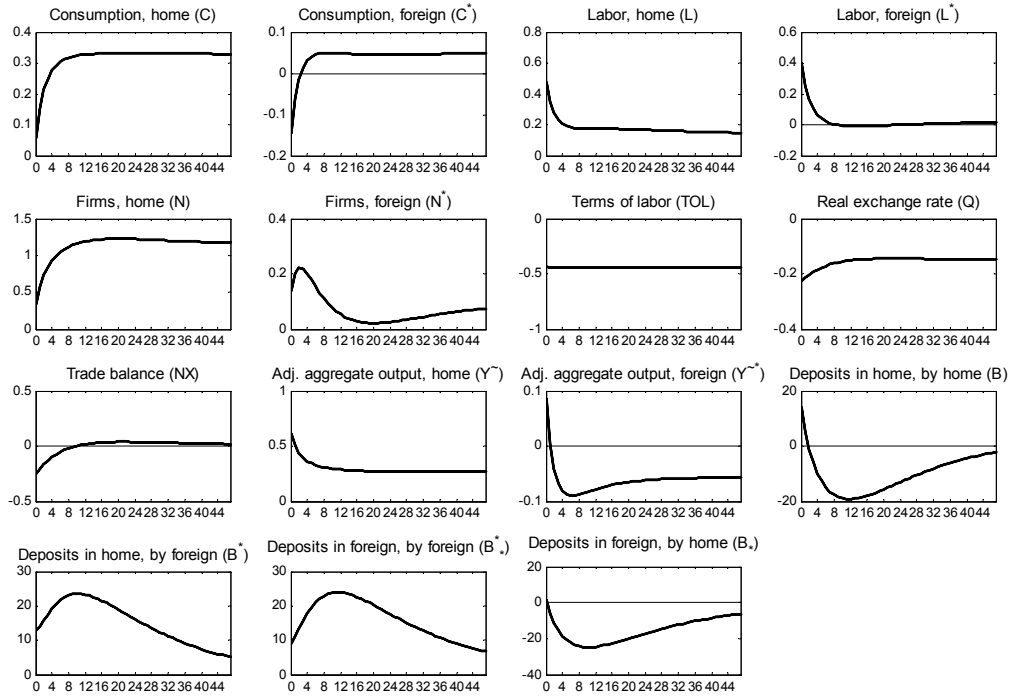 Consumption, home (C)
Consumption, foreign (C*)
Labor, home (L)
Labor, foreign (L*)
0.4
0.3
0.2
0.1
0
0 4 8 12 16 20 24 28 32 36 40 44
0.1
0
-0.1
-0.2
0 4 8 12 16 20 24 28 32 36 40 44
0.8
0.6
0.4
0.2
0
0 4 8 12 16 20 24 28 32 36 40 44
0.6
0.4
0.2
0
-0.2
0 4 8 12 16 20 24 28 32 36 40 44
Firms, home (N)
Firms, foreign (N*)
Terms of labor (TOL)
Real exchange rate (Q)
1.5
1
0.5
0
0 4 8 12 16 20 24 28 32 36 40 44
0.4
0.2
0
0 4 8 12 16 20 24 28 32 36 40 44
0
-0.5
-1
0 4 8 12 16 20 24 28 32 36 40 44
0
-0.2
-0.4
0 4 8 12 16 20 24 28 32 36 40 44
Trade balance (NX)
Adj. aggregate output, home (Y~)
Adj. aggregate output, foreign (Y~*)
Deposits in home, by home (B)
0.5
0
-0.5
0 4 8 12 16 20 24 28 32 36 40 44
1
0.5
0
0 4 8 12 16 20 24 28 32 36 40 44
0.1
0
-0.1
0 4 8 12 16 20 24 28 32 36 40 44
20
0
-20
0 4 8 12 16 20 24 28 32 36 40 44
Deposits in home, by foreign (B*)
Deposits in foreign, by foreign (B**)
Deposits in foreign, by home (B*)
30
20
10
0
0 4 8 12 16 20 24 28 32 36 40 44
30
20
10
0
0 4 8 12 16 20 24 28 32 36 40 44
20
0
-20
-40
0 4 8 12 16 20 24 28 32 36 40 44